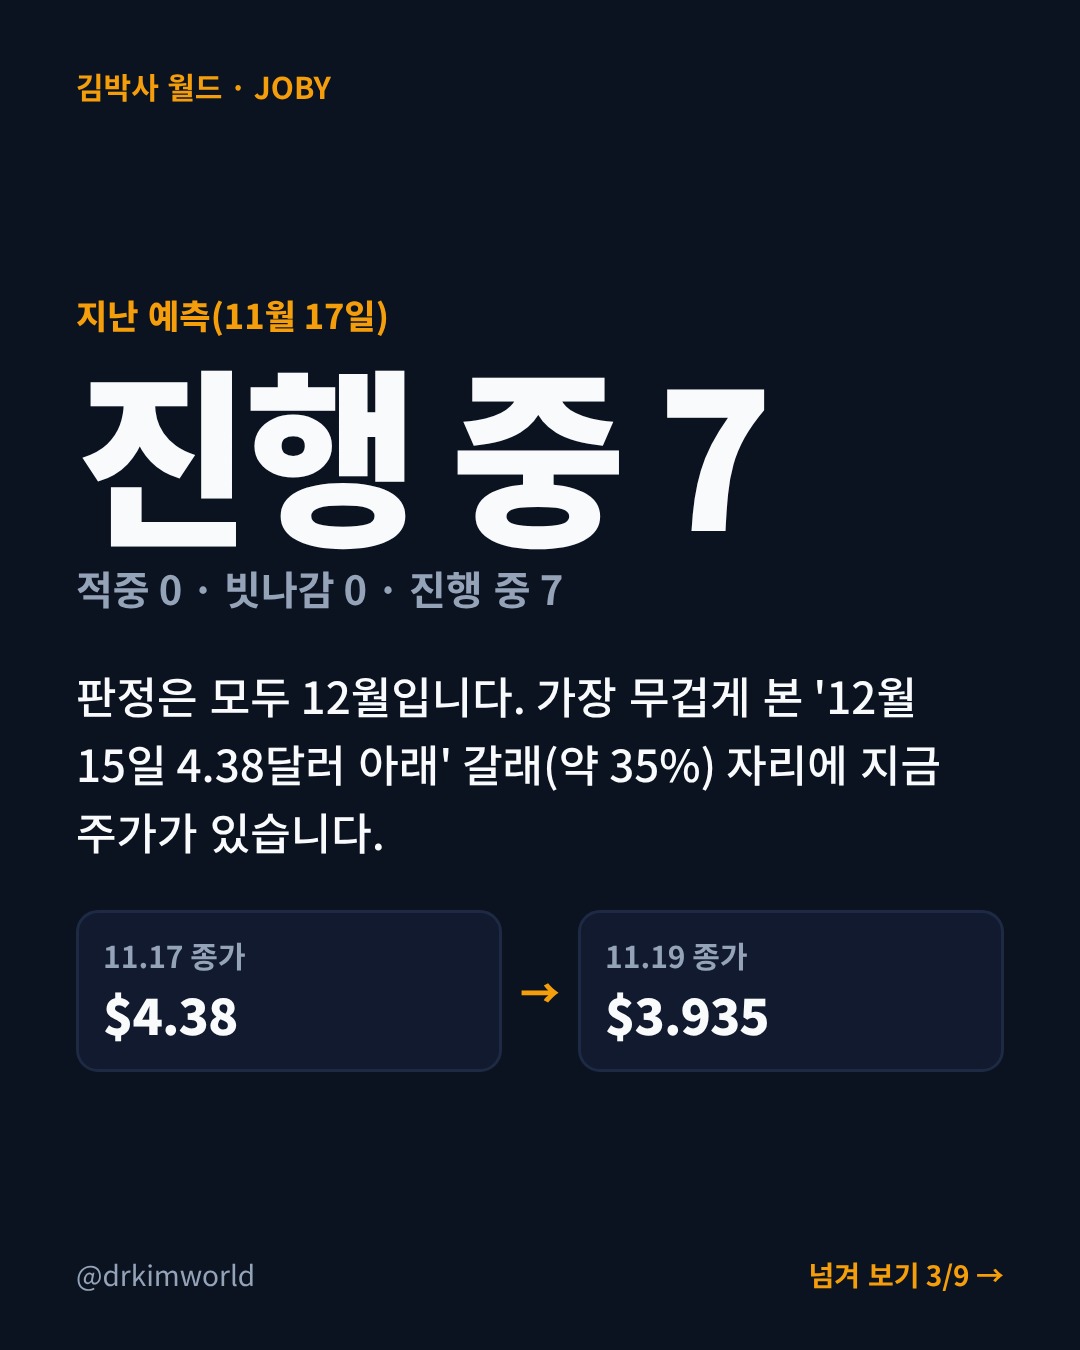 김박사 월드 · JOBY
지난 예측(11월 17일)
진행 중 7
적중 0 · 빗나감 0 · 진행 중 7
판정은 모두 12월입니다. 가장 무겁게 본 '12월
15일 4.38달러 아래' 갈래(약 35%) 자리에 지금
주가가 있습니다.
11.17 종가
$4.38
→
11.19 종가
$3.935
@drkimworld
넘겨 보기 3/9 →